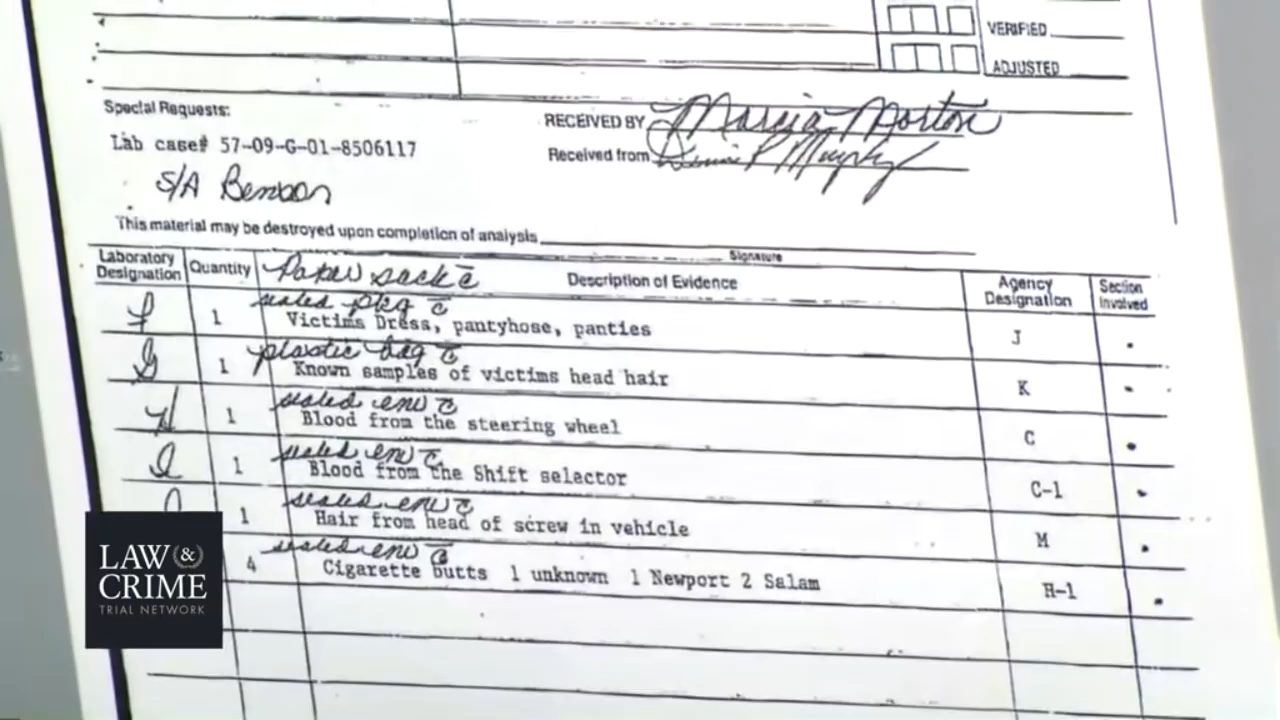 VERIFIED
ADJUSTED
Special Requests:
RECEIVED BY Marcia Morton
Lab case# 57-09-G-01-8506117
Received from P Murphy
S/A Benson
This material may be destroyed upon completion of analysis
Signature
Laboratory Designation Quantity Description of Evidence Agency Designation Section Involved
Paper sack c̄
sealed pkg c̄
F 1 Victims Dress, pantyhose, panties J
plastic bag c̄
G 1 Known samples of victims head hair K
sealed env c̄
H 1 Blood from the steering wheel C
sealed env c̄
I 1 Blood from the Shift selector C-1
sealed env c̄
1 Hair from head of screw in vehicle M
sealed env c̄
4 Cigarette butts 1 unknown 1 Newport 2 Salam H-1
LAW &
CRIME
TRIAL NETWORK